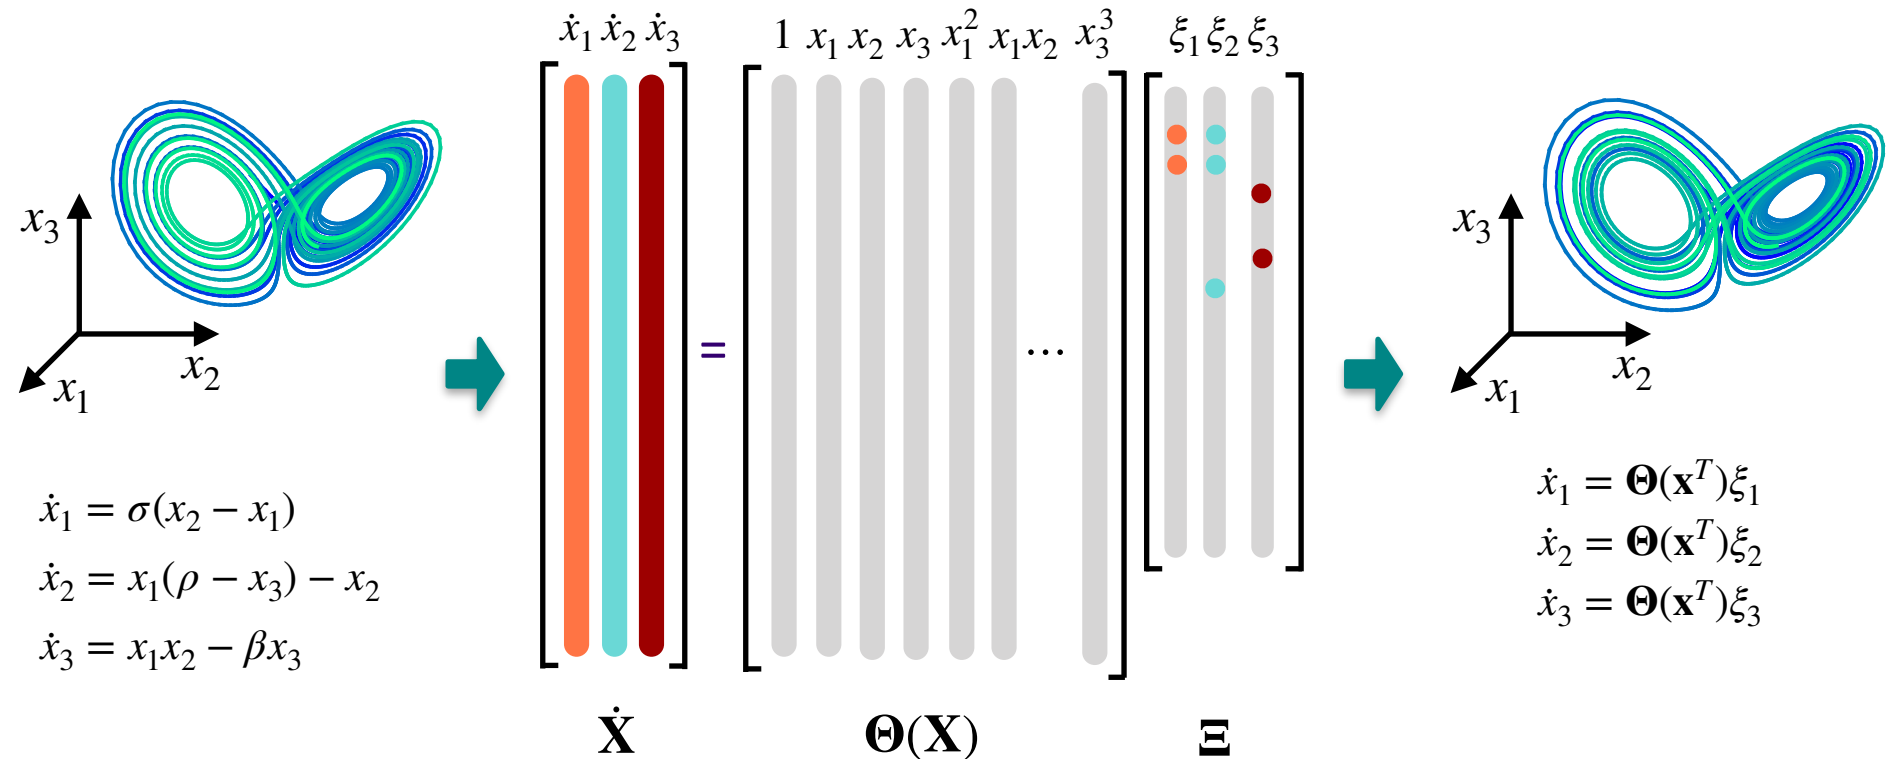 ẋ₁ ẋ₂ ẋ₃
1 x₁ x₂ x₃ x₁² x₁x₂ x₃³
ξ₁ ξ₂ ξ₃
x₃
x₂
x₁
=
...
x₃
x₂
x₁
ẋ₁ = σ(x₂ − x₁)
ẋ₂ = x₁(ρ − x₃) − x₂
ẋ₃ = x₁x₂ − βx₃
ẋ₁ = Θ(xᵀ)ξ₁
ẋ₂ = Θ(xᵀ)ξ₂
ẋ₃ = Θ(xᵀ)ξ₃
Ẋ
Θ(X)
Ξ